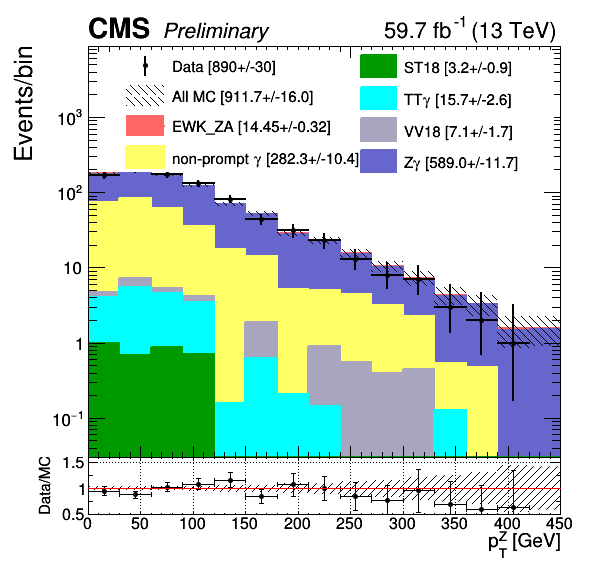 CMS Preliminary 59.7 fb⁻¹ (13 TeV)
Events/bin
Data [890+/-30]
All MC [911.7+/-16.0]
EWK_ZA [14.45+/-0.32]
non-prompt γ [282.3+/-10.4]
ST18 [3.2+/-0.9]
TTγ [15.7+/-2.6]
VV18 [7.1+/-1.7]
Zγ [589.0+/-11.7]
10³
10²
10
1
10⁻¹
Data/MC
1.5
1
0.5
0 50 100 150 200 250 300 350 400 450
p_T^Z [GeV]